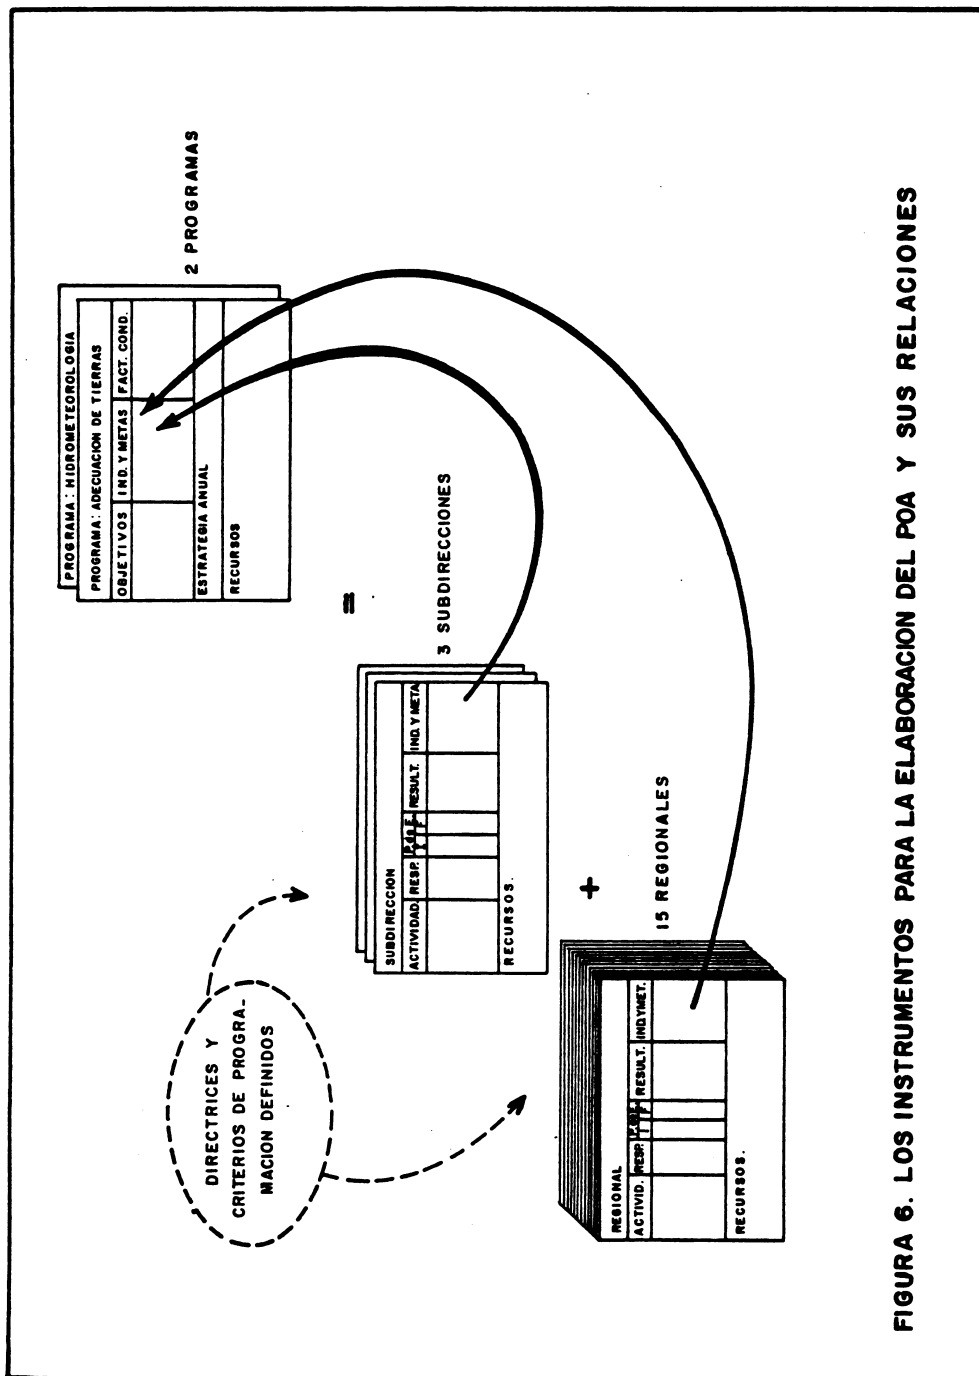 DIRECTRICES Y
CRITERIOS DE PROGRA-
MACION DEFINIDOS
PROGRAMA: HIDROMETEOROLOGIA
PROGRAMA: ADECUACION DE TIERRAS
OBJETIVOS IND. Y METAS FACT. COND.
ESTRATEGIA ANUAL
RECURSOS
2 PROGRAMAS
=
SUBDIRECCION
ACTIVIDAD. RESP. P. de E. RESULT. IND. Y META
I F
RECURSOS.
3 SUBDIRECCIONES
+
REGIONAL
ACTIVID. RESP. P. de E. RESULT. IND. Y MET.
I F
RECURSOS.
15 REGIONALES
FIGURA 6. LOS INSTRUMENTOS PARA LA ELABORACION DEL POA Y SUS RELACIONES